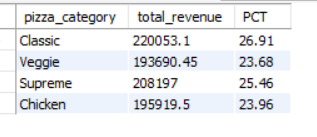 pizza_category total_revenue PCT
Classic 220053.1 26.91
Veggie 193690.45 23.68
Supreme 208197 25.46
Chicken 195919.5 23.96